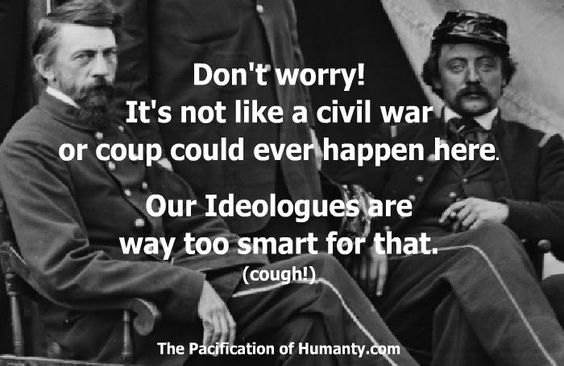 Don't worry!
It's not like a civil war
or coup could ever happen here.
Our Ideologues are
way too smart for that.
(cough!)
The Pacification of Humanty.com